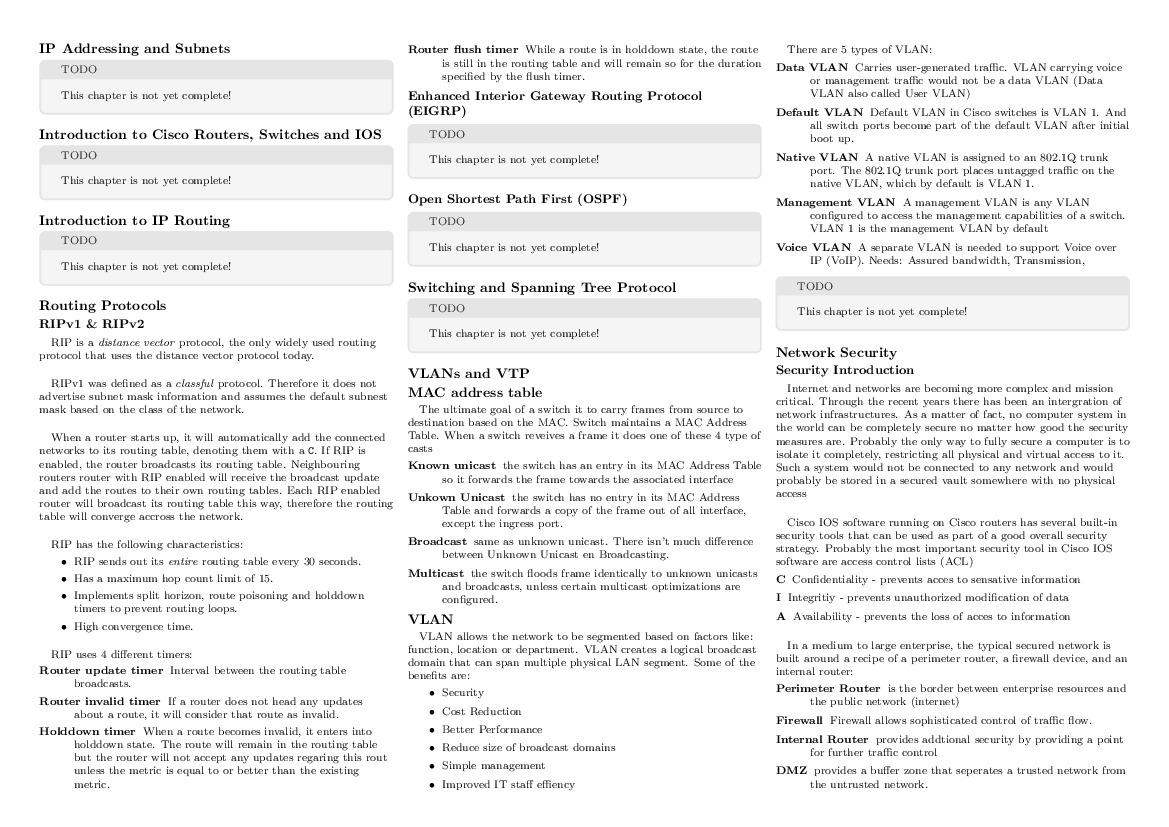 IP Addressing and Subnets
TODO
This chapter is not yet complete!
Introduction to Cisco Routers, Switches and IOS
TODO
This chapter is not yet complete!
Introduction to IP Routing
TODO
This chapter is not yet complete!
Routing Protocols
RIPv1 & RIPv2
RIP is a distance vector protocol, the only widely used routing
protocol that uses the distance vector protocol today.
RIPv1 was defined as a classful protocol. Therefore it does not
advertise subnet mask information and assumes the default subnest
mask based on the class of the network.
When a router starts up, it will automatically add the connected
networks to its routing table, denoting them with a C. If RIP is
enabled, the router broadcasts its routing table. Neighbouring
routers router with RIP enabled will receive the broadcast update
and add the routes to their own routing tables. Each RIP enabled
router will broadcast its routing table this way, therefore the routing
table will converge accross the network.
RIP has the following characteristics:
• RIP sends out its entire routing table every 30 seconds.
• Has a maximum hop count limit of 15.
• Implements split horizon, route poisoning and holddown
timers to prevent routing loops.
• High convergence time.
RIP uses 4 different timers:
Router update timer Interval between the routing table
broadcasts.
Router invalid timer If a router does not head any updates
about a route, it will consider that route as invalid.
Holddown timer When a route becomes invalid, it enters into
holddown state. The route will remain in the routing table
but the router will not accept any updates regaring this rout
unless the metric is equal to or better than the existing
metric.
Router flush timer While a route is in holddown state, the route
is still in the routing table and will remain so for the duration
specified by the flush timer.
Enhanced Interior Gateway Routing Protocol
(EIGRP)
TODO
This chapter is not yet complete!
Open Shortest Path First (OSPF)
TODO
This chapter is not yet complete!
Switching and Spanning Tree Protocol
TODO
This chapter is not yet complete!
VLANs and VTP
MAC address table
The ultimate goal of a switch it to carry frames from source to
destination based on the MAC. Switch maintains a MAC Address
Table. When a switch reveives a frame it does one of these 4 type of
casts
Known unicast the switch has an entry in its MAC Address Table
so it forwards the frame towards the associated interface
Unkown Unicast the switch has no entry in its MAC Address
Table and forwards a copy of the frame out of all interface,
except the ingress port.
Broadcast same as unknown unicast. There isn't much difference
between Unknown Unicast en Broadcasting.
Multicast the switch floods frame identically to unknown unicasts
and broadcasts, unless certain multicast optimizations are
configured.
VLAN
VLAN allows the network to be segmented based on factors like:
function, location or department. VLAN creates a logical broadcast
domain that can span multiple physical LAN segment. Some of the
benefits are:
• Security
• Cost Reduction
• Better Performance
• Reduce size of broadcast domains
• Simple management
• Improved IT staff effiency
There are 5 types of VLAN:
Data VLAN Carries user-generated traffic. VLAN carrying voice
or management traffic would not be a data VLAN (Data
VLAN also called User VLAN)
Default VLAN Default VLAN in Cisco switches is VLAN 1. And
all switch ports become part of the default VLAN after initial
boot up.
Native VLAN A native VLAN is assigned to an 802.1Q trunk
port. The 802.1Q trunk port places untagged traffic on the
native VLAN, which by default is VLAN 1.
Management VLAN A management VLAN is any VLAN
configured to access the management capabilities of a switch.
VLAN 1 is the management VLAN by default
Voice VLAN A separate VLAN is needed to support Voice over
IP (VoIP). Needs: Assured bandwidth, Transmission,
TODO
This chapter is not yet complete!
Network Security
Security Introduction
Internet and networks are becoming more complex and mission
critical. Through the recent years there has been an intergration of
network infrastructures. As a matter of fact, no computer system in
the world can be completely secure no matter how good the security
measures are. Probably the only way to fully secure a computer is to
isolate it completely, restricting all physical and virtual access to it.
Such a system would not be connected to any network and would
probably be stored in a secured vault somewhere with no physical
access
Cisco IOS software running on Cisco routers has several built-in
security tools that can be used as part of a good overall security
strategy. Probably the most important security tool in Cisco IOS
software are access control lists (ACL)
C Confidentiality - prevents acces to sensative information
I Integritiy - prevents unauthorized modification of data
A Availability - prevents the loss of acces to information
In a medium to large enterprise, the typical secured network is
built around a recipe of a perimeter router, a firewall device, and an
internal router:
Perimeter Router is the border between enterprise resources and
the public network (internet)
Firewall Firewall allows sophisticated control of traffic flow.
Internal Router provides addtional security by providing a point
for further traffic control
DMZ provides a buffer zone that seperates a trusted network from
the untrusted network.